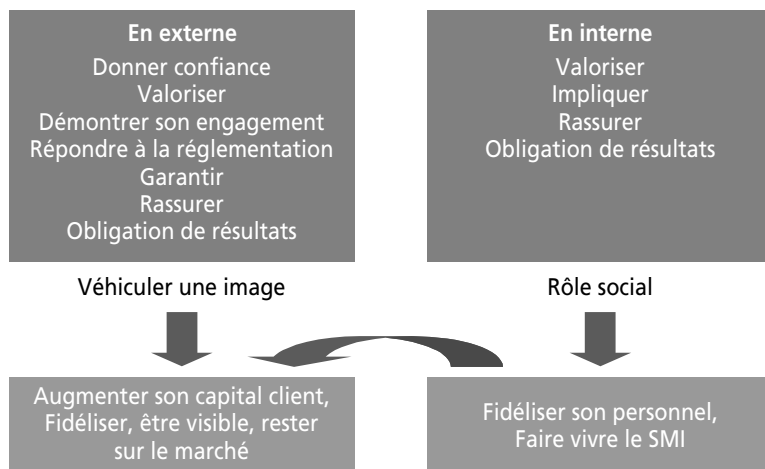 En externe
Donner confiance
Valoriser
Démontrer son engagement
Répondre à la réglementation
Garantir
Rassurer
Obligation de résultats
En interne
Valoriser
Impliquer
Rassurer
Obligation de résultats
Véhiculer une image
Rôle social
Augmenter son capital client,
Fidéliser, être visible, rester
sur le marché
Fidéliser son personnel,
Faire vivre le SMI